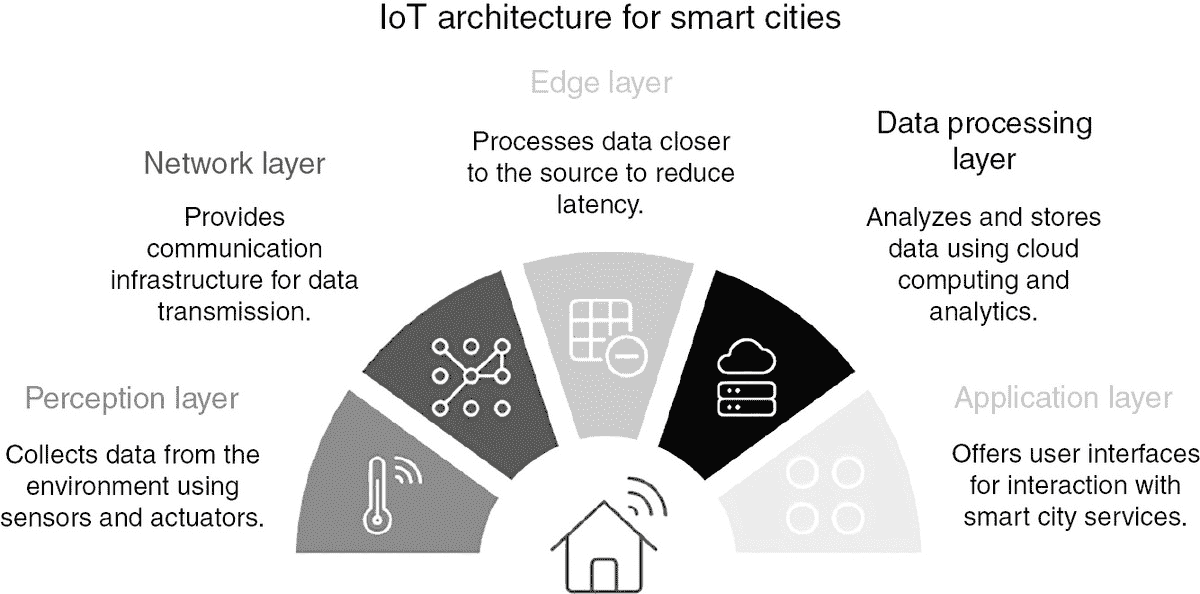 IoT architecture for smart cities
Perception layer
Collects data from the
environment using
sensors and actuators.
Network layer
Provides
communication
infrastructure for data
transmission.
Edge layer
Processes data closer
to the source to reduce
latency.
Data processing
layer
Analyzes and stores
data using cloud
computing and
analytics.
Application layer
Offers user interfaces
for interaction with
smart city services.